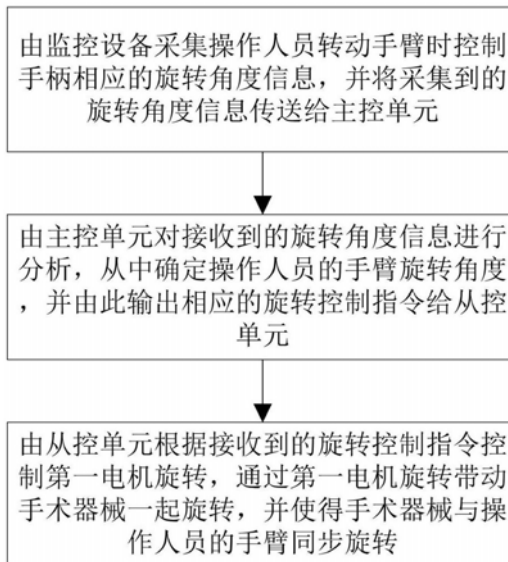 由监控设备采集操作人员转动手臂时控制
手柄相应的旋转角度信息，并将采集到的
旋转角度信息传送给主控单元
由主控单元对接收到的旋转角度信息进行
分析，从中确定操作人员的手臂旋转角度
，并由此输出相应的旋转控制指令给从控
单元
由从控单元根据接收到的旋转控制指令控
制第一电机旋转，通过第一电机旋转带动
手术器械一起旋转，并使得手术器械与操
作人员的手臂同步旋转